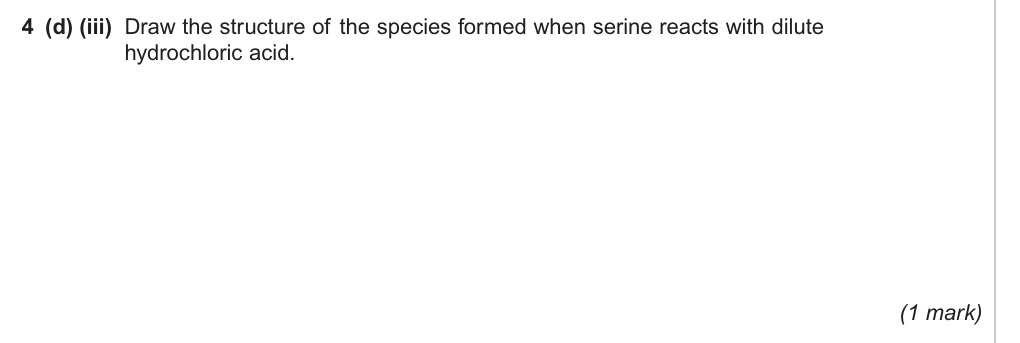 4 (d) (iii) Draw the structure of the species formed when serine reacts with dilute
hydrochloric acid.
(1 mark)